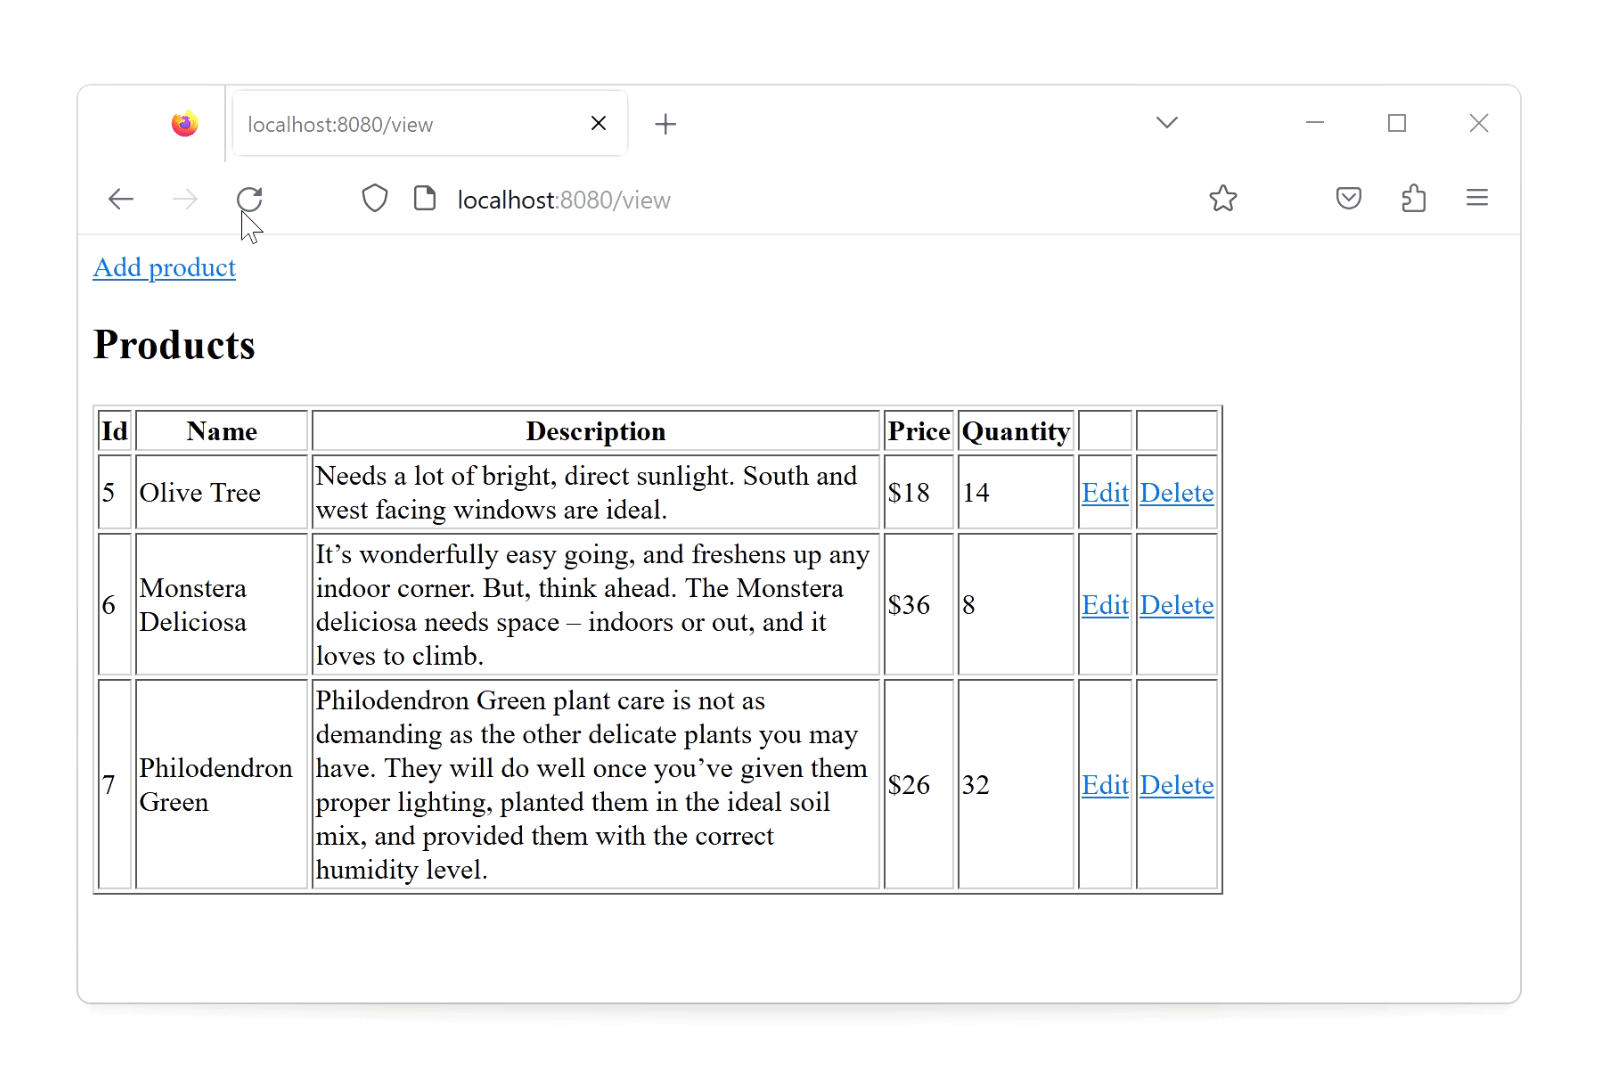 localhost:8080/view
localhost:8080/view
Add product
Products
Id Name Description Price Quantity
5 Olive Tree Needs a lot of bright, direct sunlight. South and
west facing windows are ideal. $18 14 Edit Delete
6 Monstera
Deliciosa It’s wonderfully easy going, and freshens up any
indoor corner. But, think ahead. The Monstera
deliciosa needs space – indoors or out, and it
loves to climb. $36 8 Edit Delete
7 Philodendron
Green Philodendron Green plant care is not as
demanding as the other delicate plants you may
have. They will do well once you’ve given them
proper lighting, planted them in the ideal soil
mix, and provided them with the correct
humidity level. $26 32 Edit Delete